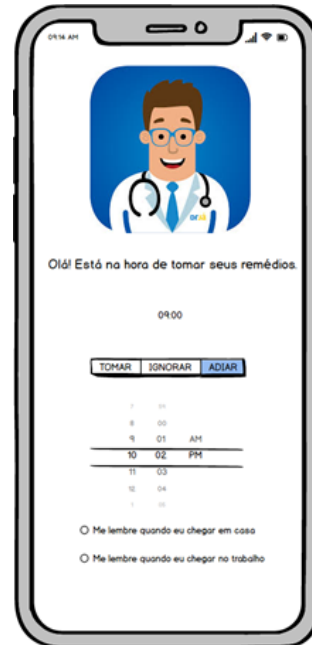 09:16 AM
Olá! Está na hora de tomar seus remédios.
09:00
TOMAR IGNORAR ADIAR
8 00
9 01 AM
10 02 PM
11 03
12 04
Me lembre quando eu chegar em casa
Me lembre quando eu chegar no trabalho